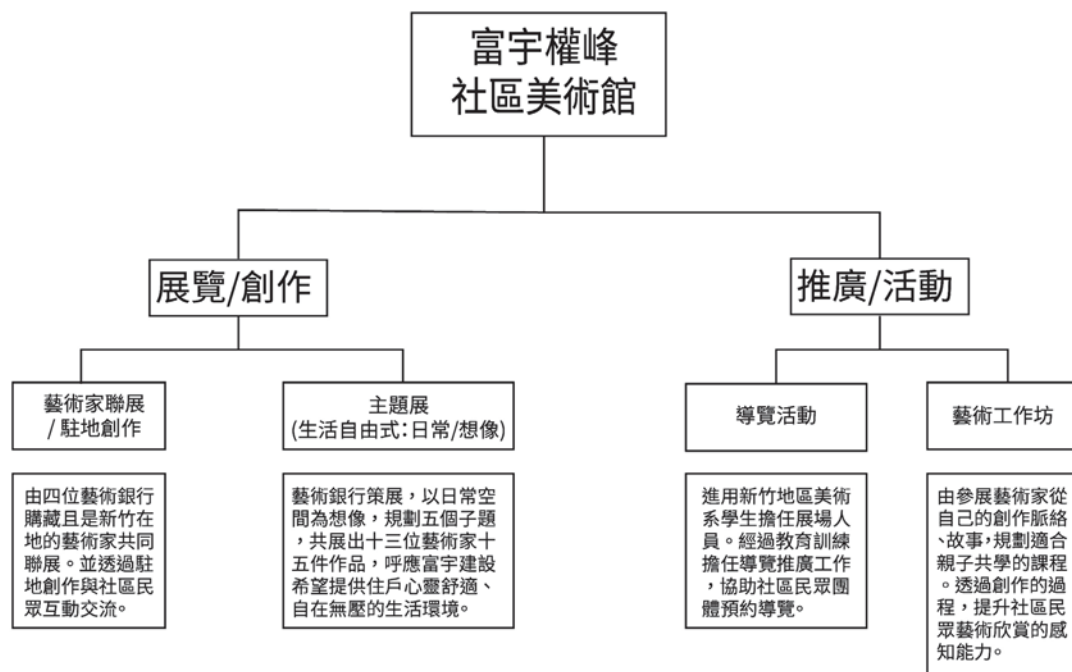 富宇權峰
社區美術館
展覽/創作
推廣/活動
藝術家聯展
/ 駐地創作
主題展
(生活自由式：日常/想像)
導覽活動
藝術工作坊
由四位藝術銀行
購藏且是新竹在
地的藝術家共同
聯展。並透過駐
地創作與社區民
眾互動交流。
藝術銀行策展，以日常空
間為想像，規劃五個子題
，共展出十三位藝術家十
五件作品，呼應富宇建設
希望提供住戶心靈舒適、
自在無壓的生活環境。
進用新竹地區美術
系學生擔任展場人
員。經過教育訓練
擔任導覽推廣工作
，協助社區民眾團
體預約導覽。
由參展藝術家從
自己的創作脈絡
、故事，規劃適合
親子共學的課程
。透過創作的過
程，提升社區民
眾藝術欣賞的感
知能力。